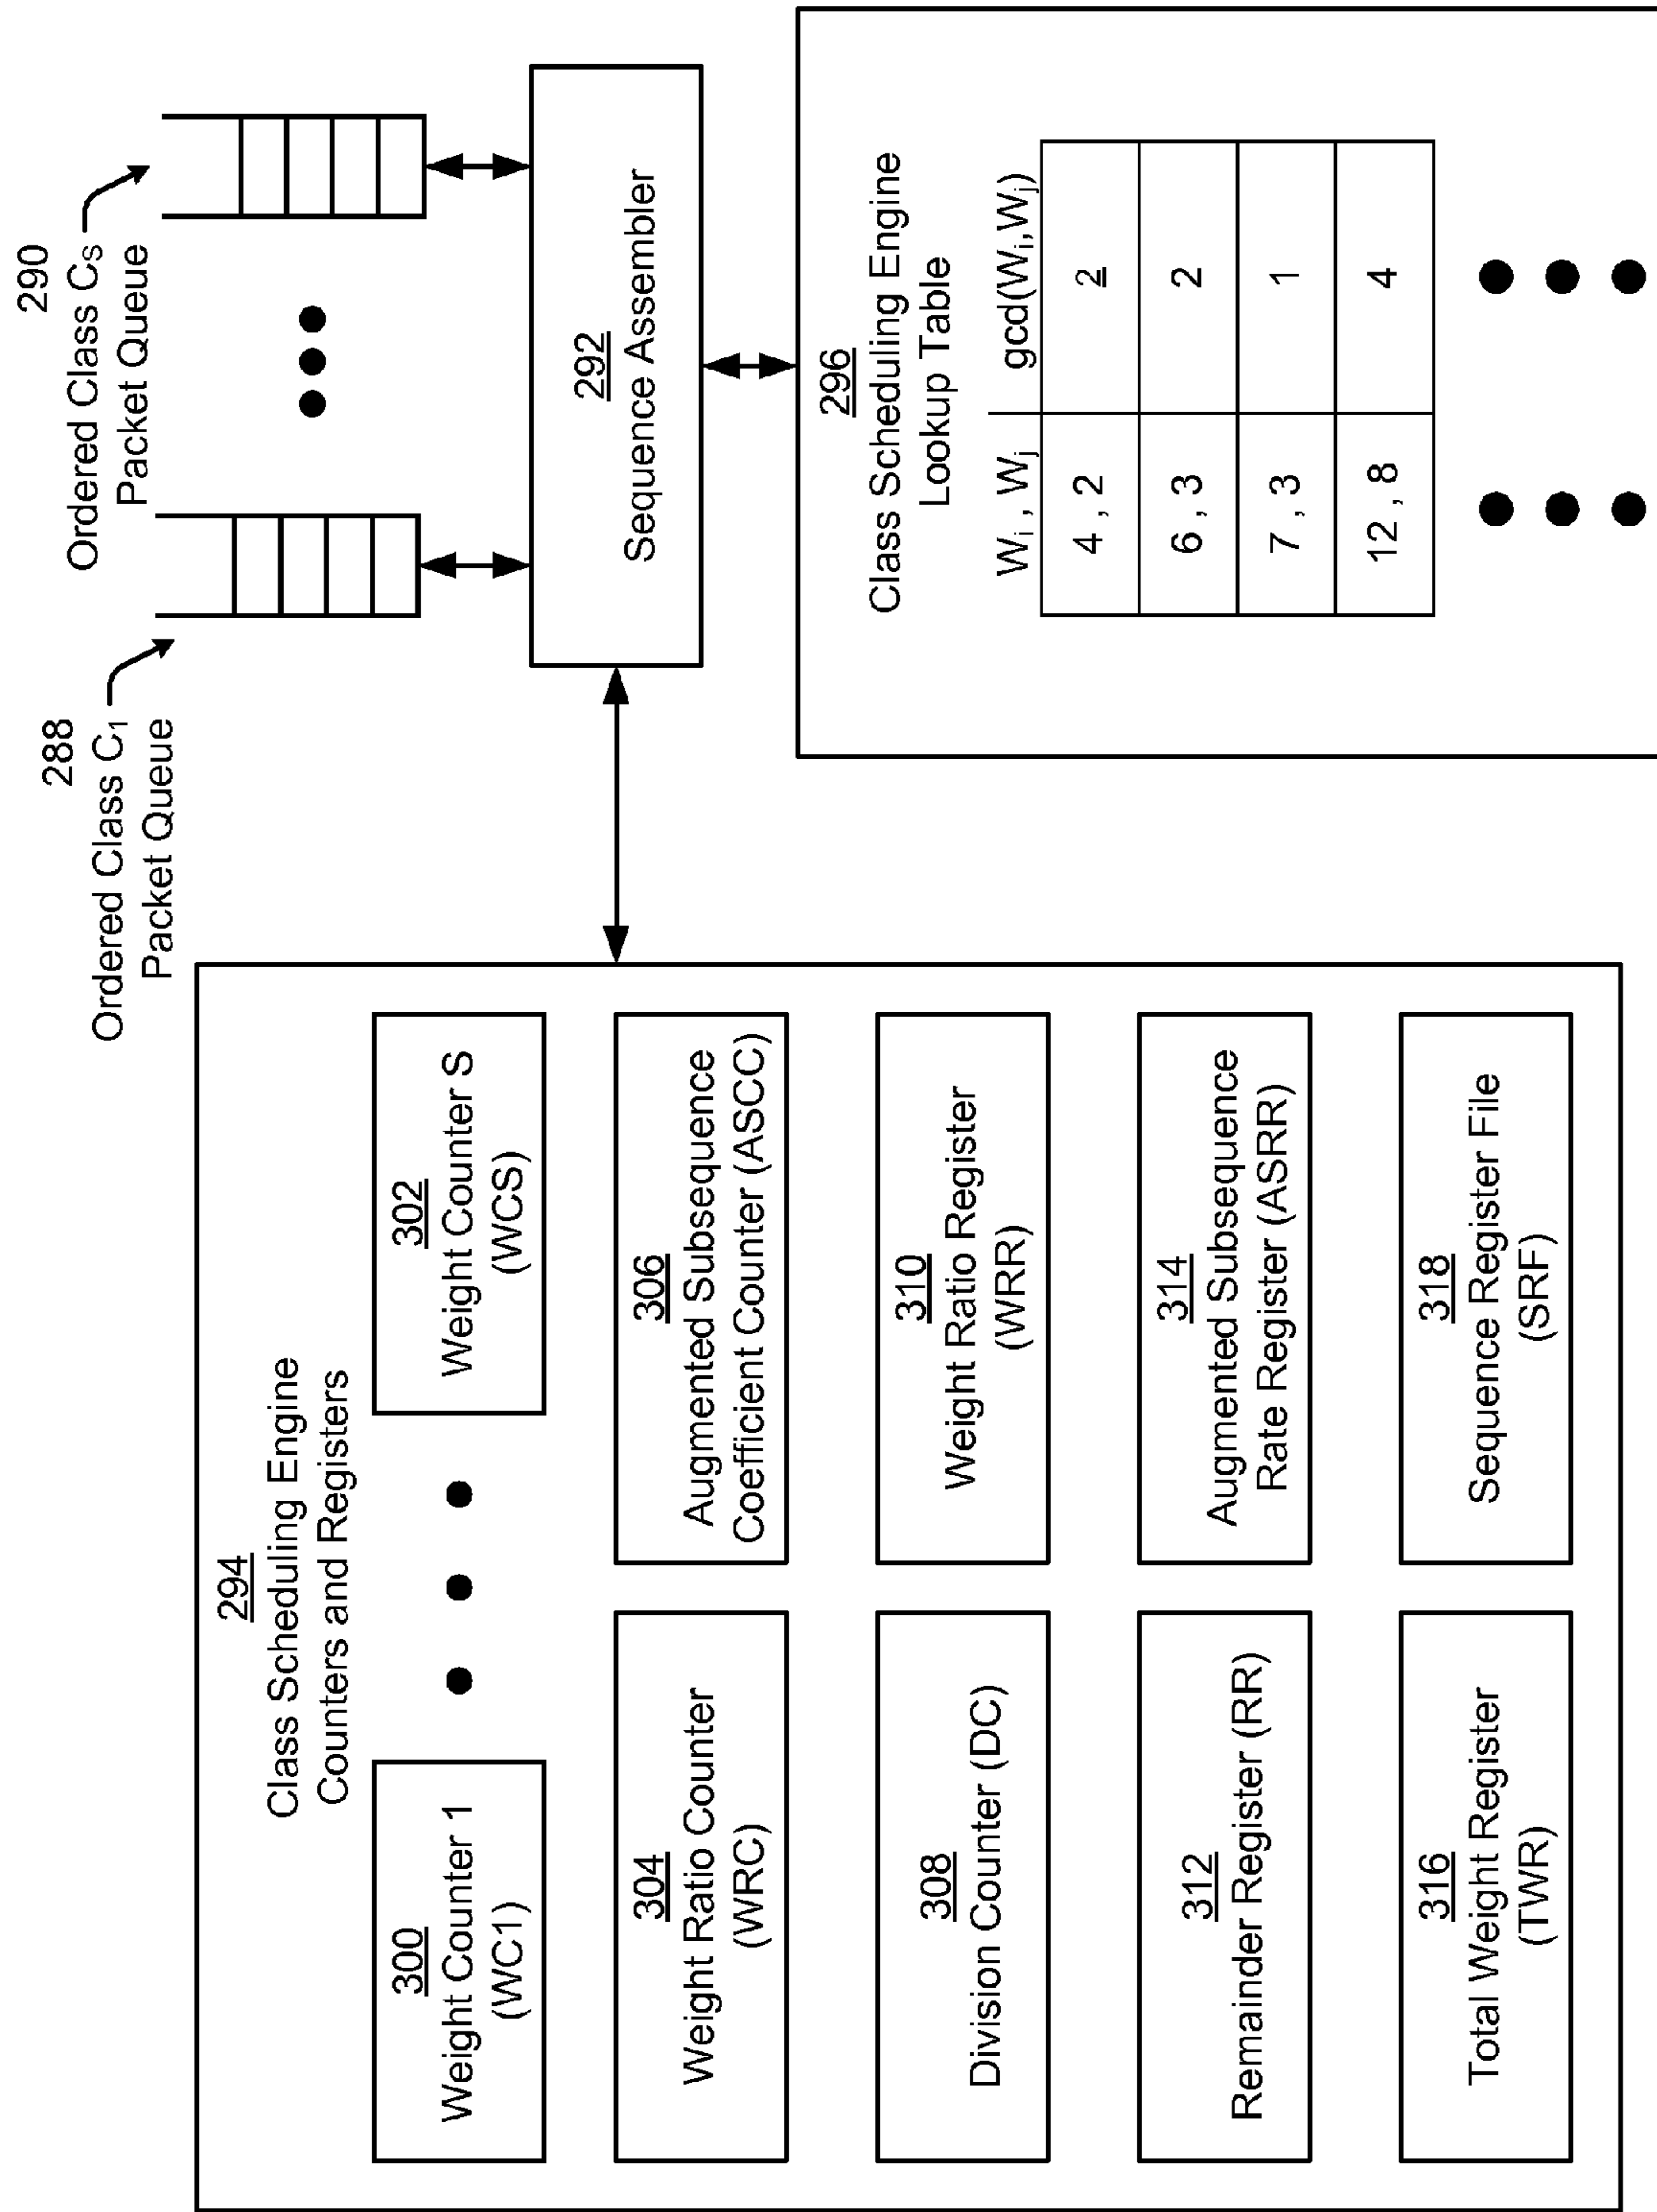 288
Ordered Class C₁
Packet Queue
290
Ordered Class Cₛ
Packet Queue
294
Class Scheduling Engine
Counters and Registers
300
Weight Counter 1
(WC1)
302
Weight Counter S
(WCS)
304
Weight Ratio Counter
(WRC)
306
Augmented Subsequence
Coefficient Counter (ASCC)
308
Division Counter (DC)
310
Weight Ratio Register
(WRR)
312
Remainder Register (RR)
314
Augmented Subsequence
Rate Register (ASRR)
316
Total Weight Register
(TWR)
318
Sequence Register File
(SRF)
292
Sequence Assembler
296
Class Scheduling Engine
Lookup Table
Wᵢ , Wⱼ gcd(Wᵢ,Wⱼ)
4 , 2 2
6 , 3 2
7 , 3 1
12 , 8 4